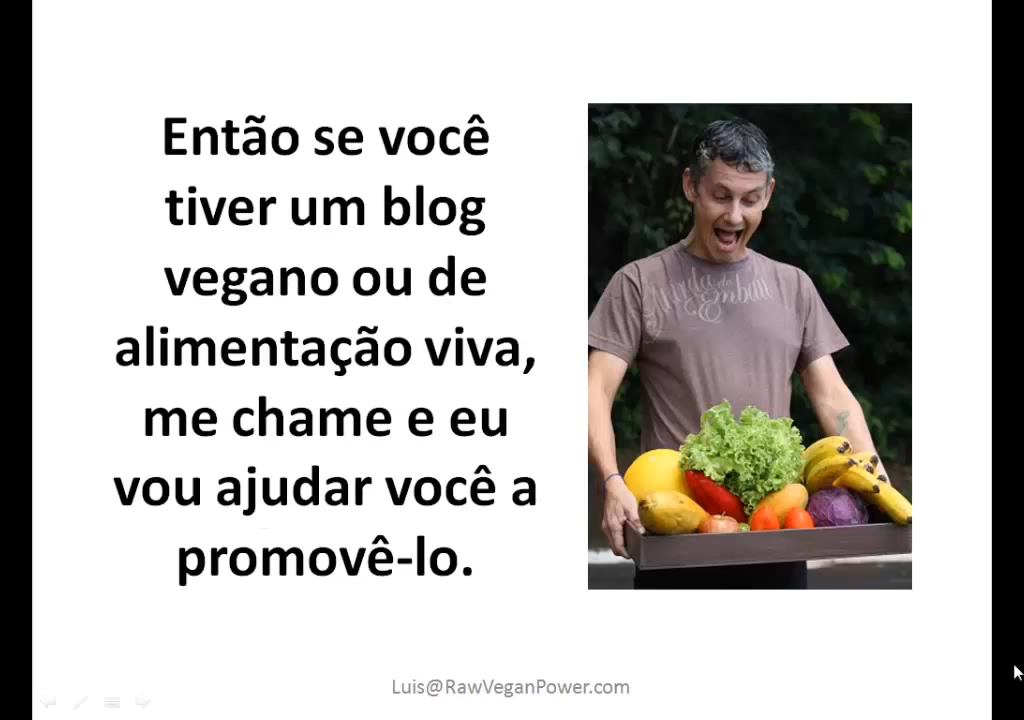 Então se você
tiver um blog
vegano ou de
alimentação viva,
me chame e eu
vou ajudar você a
promovê-lo.
Luis@RawVeganPower.com